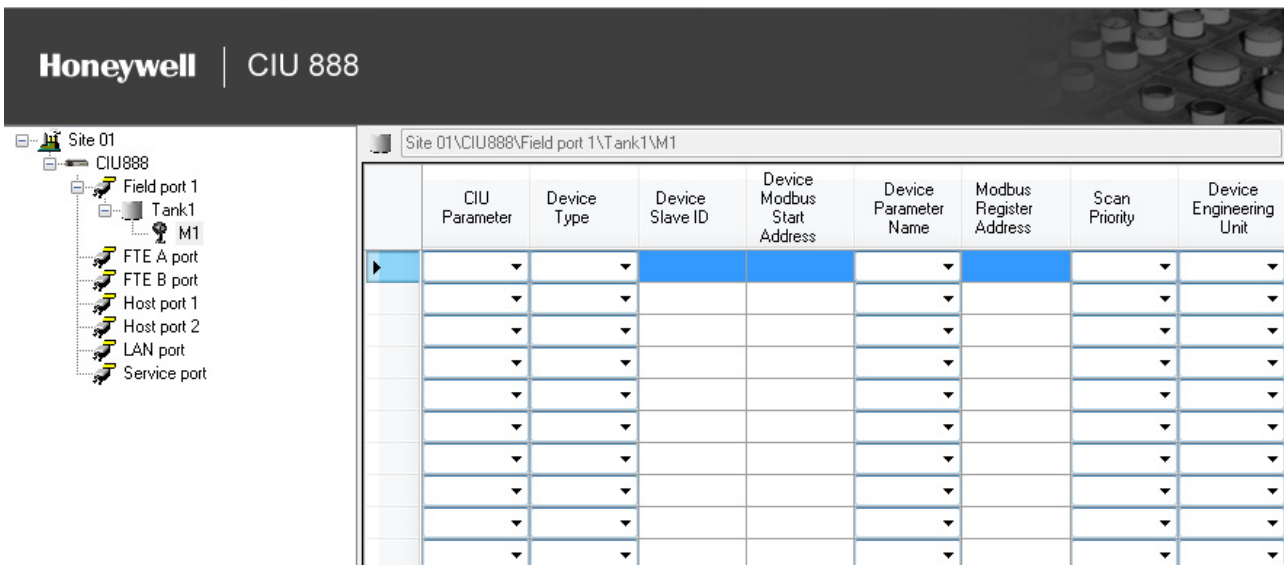 Honeywell | CIU 888
Site 01
CIU888
Field port 1
Tank1
M1
FTE A port
FTE B port
Host port 1
Host port 2
LAN port
Service port
Site 01\CIU888\Field port 1\Tank1\M1
CIU
Parameter
Device
Type
Device
Slave ID
Device
Modbus
Start
Address
Device
Parameter
Name
Modbus
Register
Address
Scan
Priority
Device
Engineering
Unit